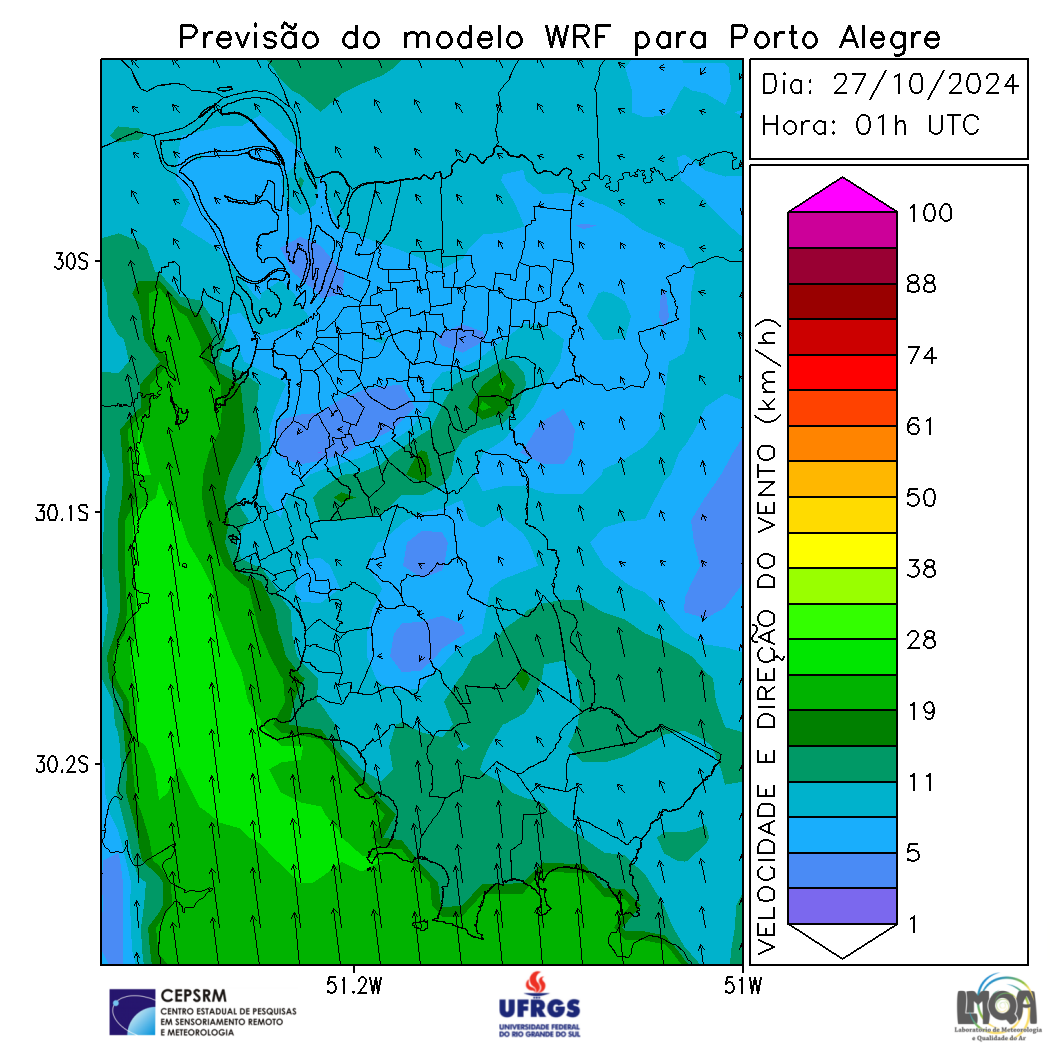 Previsão do modelo WRF para Porto Alegre
Dia: 27/10/2024
Hora: 01h UTC
30S
30.1S
30.2S
51.2W
51W
VELOCIDADE E DIREÇÃO DO VENTO (km/h)
100
88
74
61
50
38
28
19
11
5
1
CEPSRM
CENTRO ESTADUAL DE PESQUISAS
EM SENSORIAMENTO REMOTO
E METEOROLOGIA
UFRGS
UNIVERSIDADE FEDERAL
DO RIO GRANDE DO SUL
LMQA
Laboratório de Meteorologia
e Qualidade do Ar